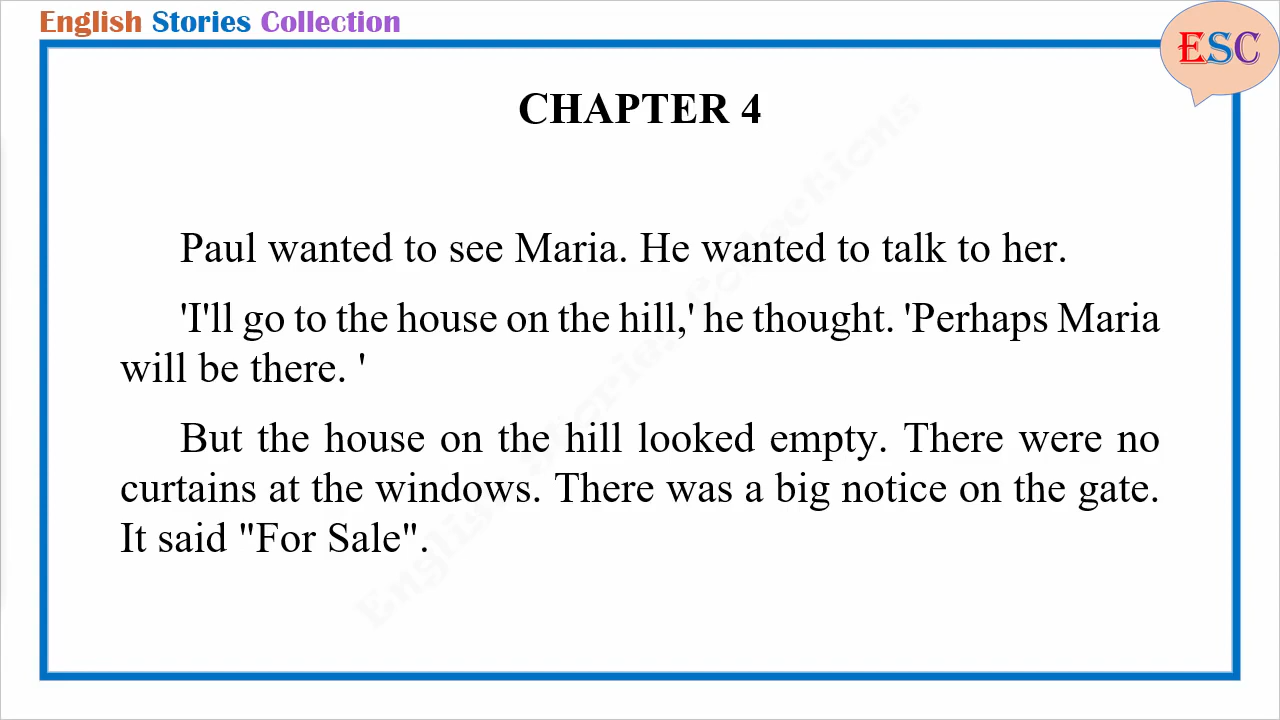 English Stories Collection
ESC
CHAPTER 4
Paul wanted to see Maria. He wanted to talk to her.
'I'll go to the house on the hill,' he thought. 'Perhaps Maria
will be there. '
But the house on the hill looked empty. There were no
curtains at the windows. There was a big notice on the gate.
It said "For Sale".